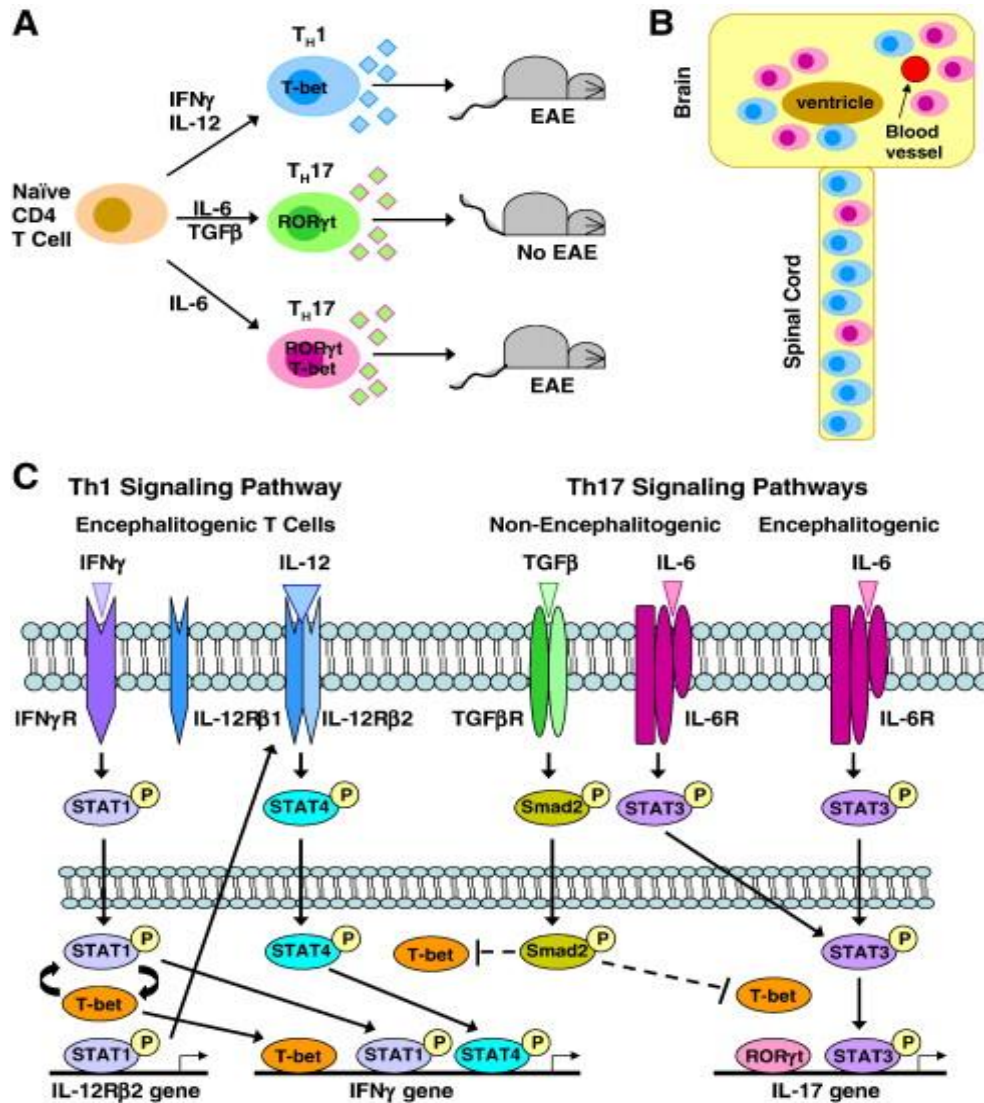 A
T_H1
T-bet
IFNγ
IL-12
EAE
Naïve
CD4
T Cell
T_H17
IL-6
TGFβ
RORγt
No EAE
IL-6
T_H17
RORγt
T-bet
EAE
B
Brain
ventricle
Blood
vessel
Spinal Cord
C
Th1 Signaling Pathway
Th17 Signaling Pathways
Encephalitogenic T Cells
Non-Encephalitogenic
Encephalitogenic
IFNγ
IL-12
TGFβ
IL-6
IL-6
IFNγR
IL-12Rβ1
IL-12Rβ2
TGFβR
IL-6R
IL-6R
STAT1 P
STAT4 P
Smad2 P
STAT3 P
STAT3 P
STAT1 P
STAT4 P
T-bet
Smad2 P
STAT3 P
T-bet
T-bet
STAT1 P
T-bet
STAT1 P
STAT4 P
RORγt
STAT3 P
IL-12Rβ2 gene
IFNγ gene
IL-17 gene